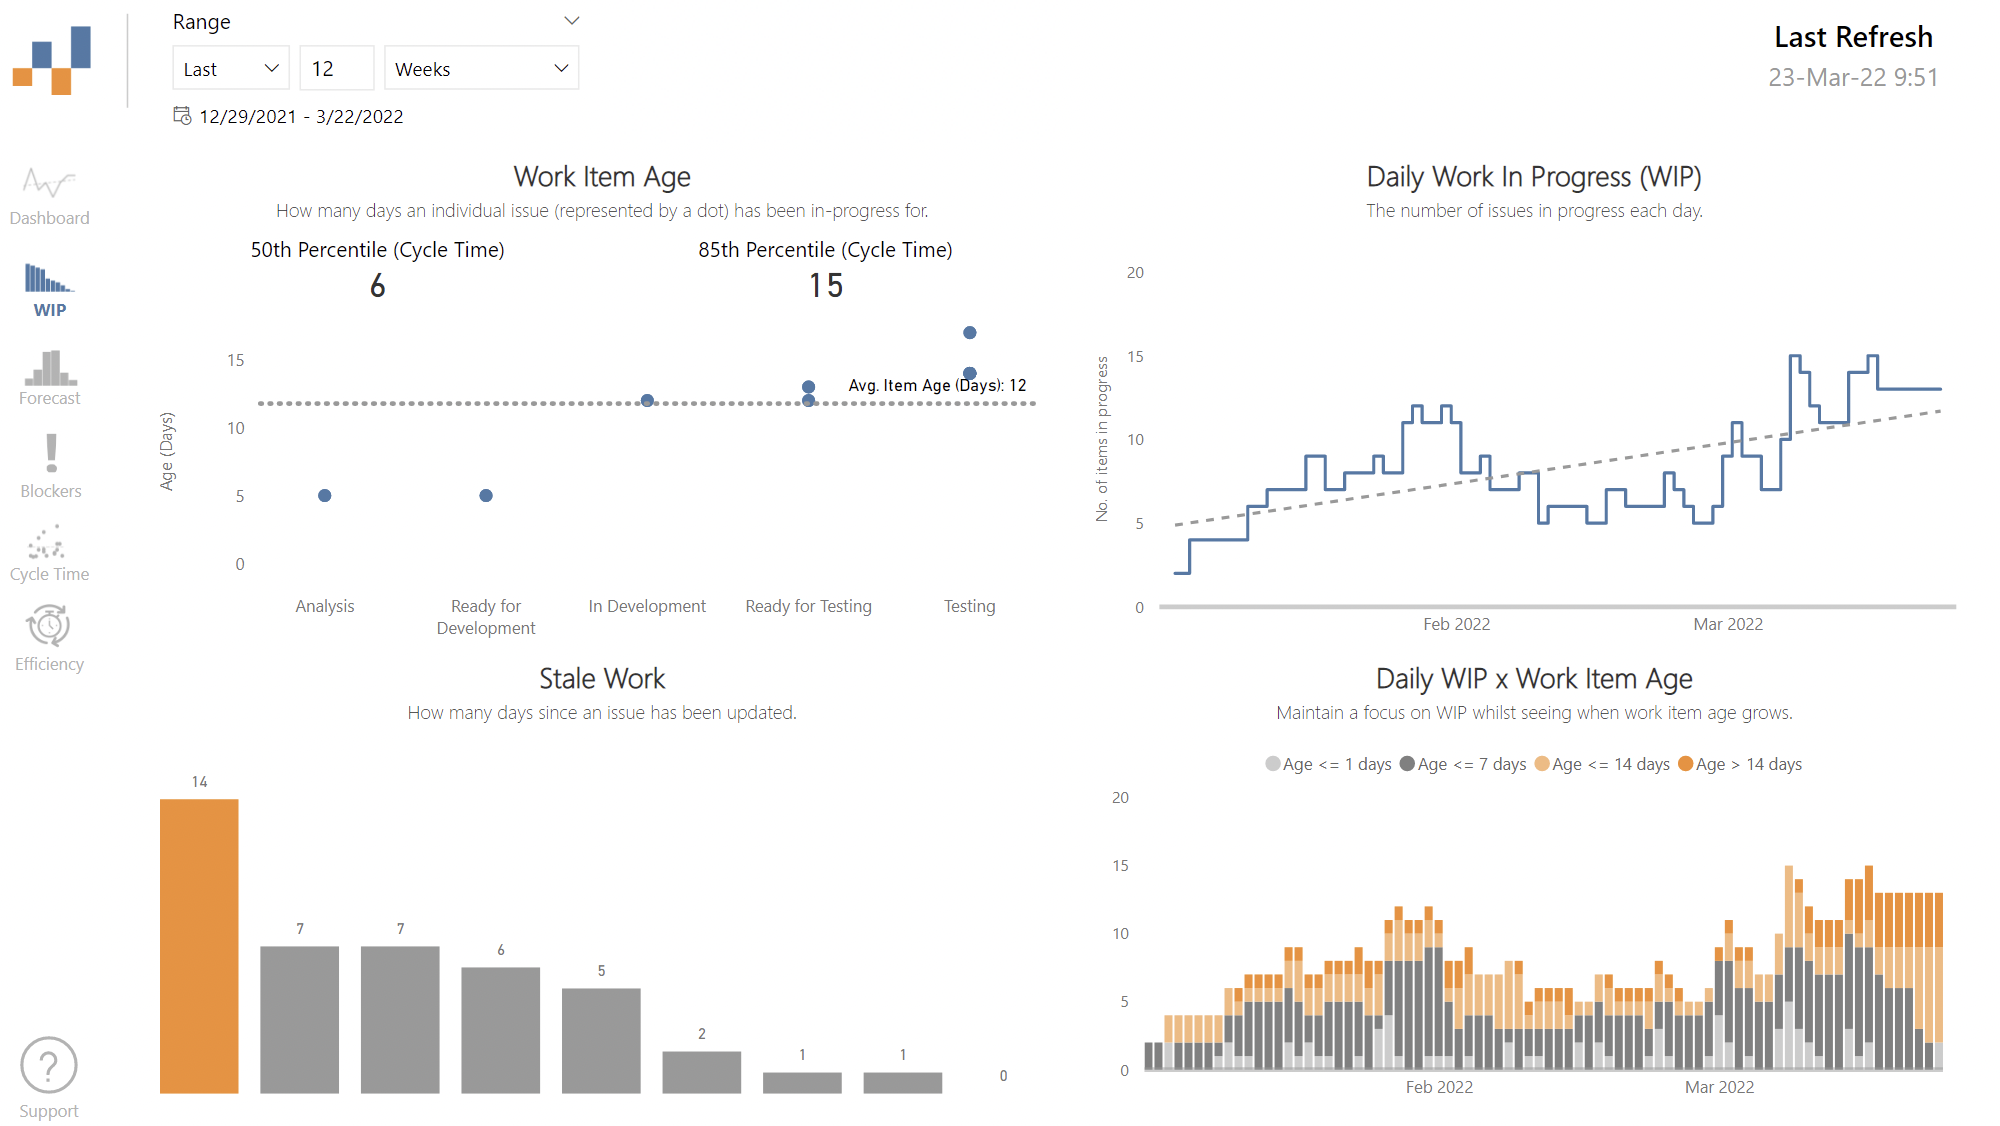 Range
Last
12
Weeks
12/29/2021 - 3/22/2022
Last Refresh
23-Mar-22 9:51
Dashboard
WIP
Forecast
Blockers
Cycle Time
Efficiency
Support
Work Item Age
How many days an individual issue (represented by a dot) has been in-progress for.
50th Percentile (Cycle Time)
6
85th Percentile (Cycle Time)
15
Age (Days)
15
10
5
0
Avg. Item Age (Days): 12
Analysis
Ready for
Development
In Development
Ready for Testing
Testing
Daily Work In Progress (WIP)
The number of issues in progress each day.
No. of items in progress
20
15
10
5
0
Feb 2022
Mar 2022
Stale Work
How many days since an issue has been updated.
14
7
7
6
5
2
1
1
0
Daily WIP x Work Item Age
Maintain a focus on WIP whilst seeing when work item age grows.
Age <= 1 days
Age <= 7 days
Age <= 14 days
Age > 14 days
20
15
10
5
0
Feb 2022
Mar 2022